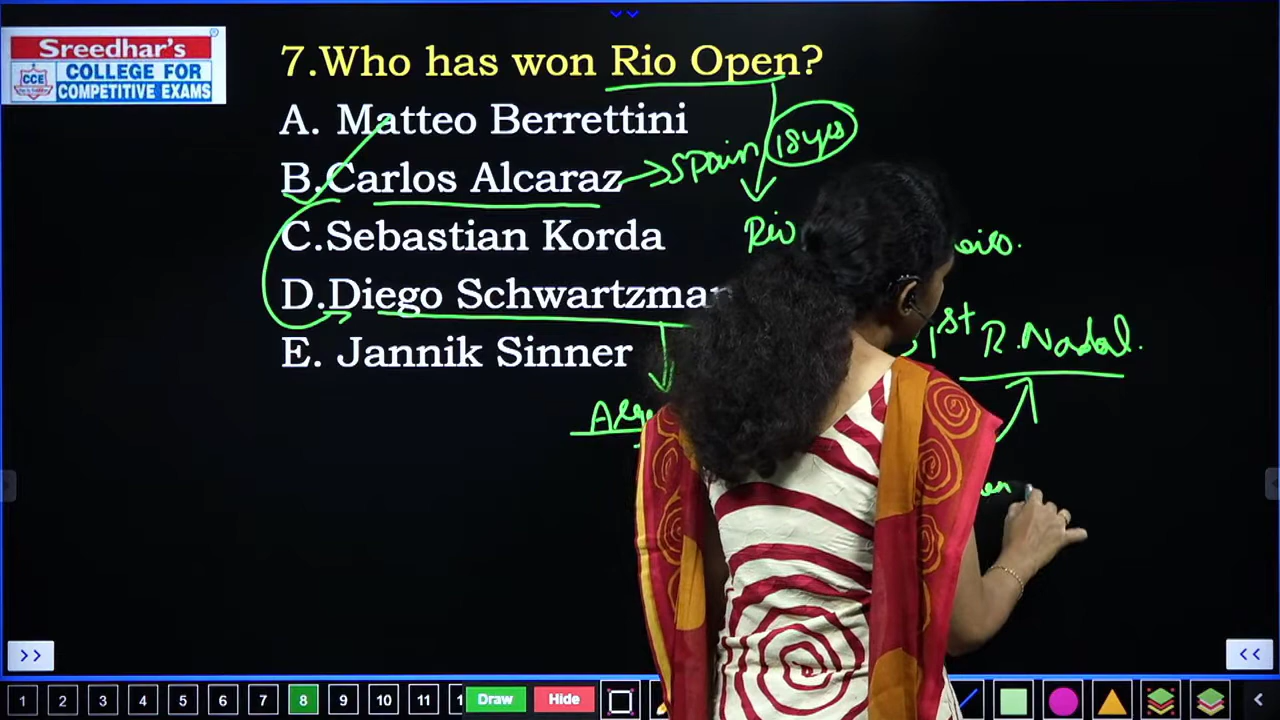 Sreedhar's
CCE
COLLEGE FOR
COMPETITIVE EXAMS
7.Who has won Rio Open?
A. Matteo Berrettini
B.Carlos Alcaraz
Spain 18yrs
Rio
C.Sebastian Korda
D.Diego Schwartzman
1st R.Nadal.
E. Jannik Sinner
>>
<<
1 2 3 4 5 6 7 8 9 10 11 1 Draw Hide